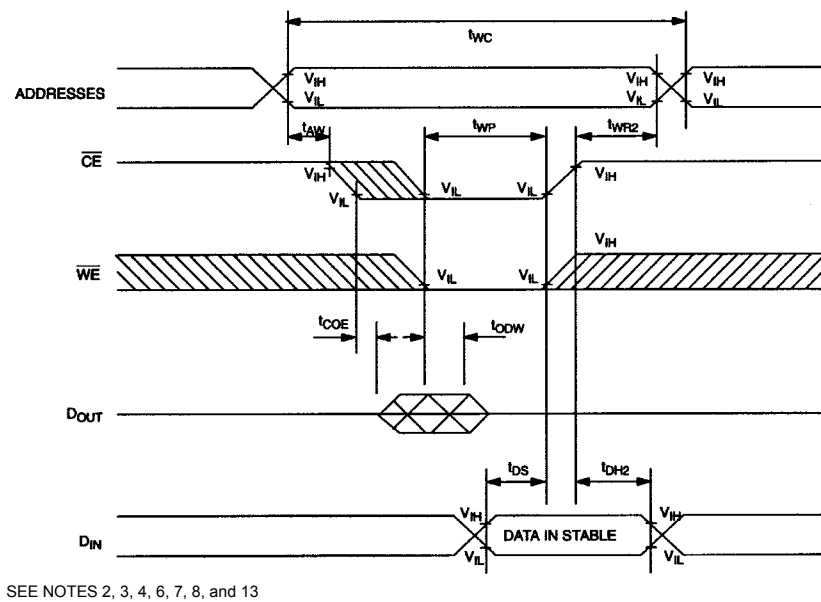 tWC
ADDRESSES
VIH
VIL
VIH
VIL
VIH
VIL
tAW
tWP
tWR2
CE
VIH
VIL
VIL
VIL
VIH
VIH
WE
VIL
VIL
tCOE
tODW
DOUT
tDS
tDH2
DIN
VIH
VIL
DATA IN STABLE
VIH
VIL
SEE NOTES 2, 3, 4, 6, 7, 8, and 13